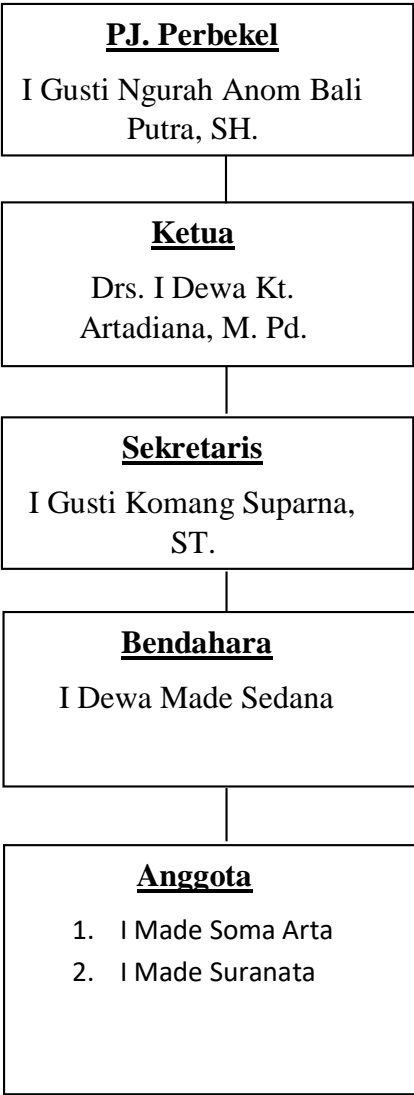 PJ. Perbekel
I Gusti Ngurah Anom Bali
Putra, SH.
Ketua
Drs. I Dewa Kt.
Artadiana, M. Pd.
Sekretaris
I Gusti Komang Suparna,
ST.
Bendahara
I Dewa Made Sedana
Anggota
1. I Made Soma Arta
2. I Made Suranata